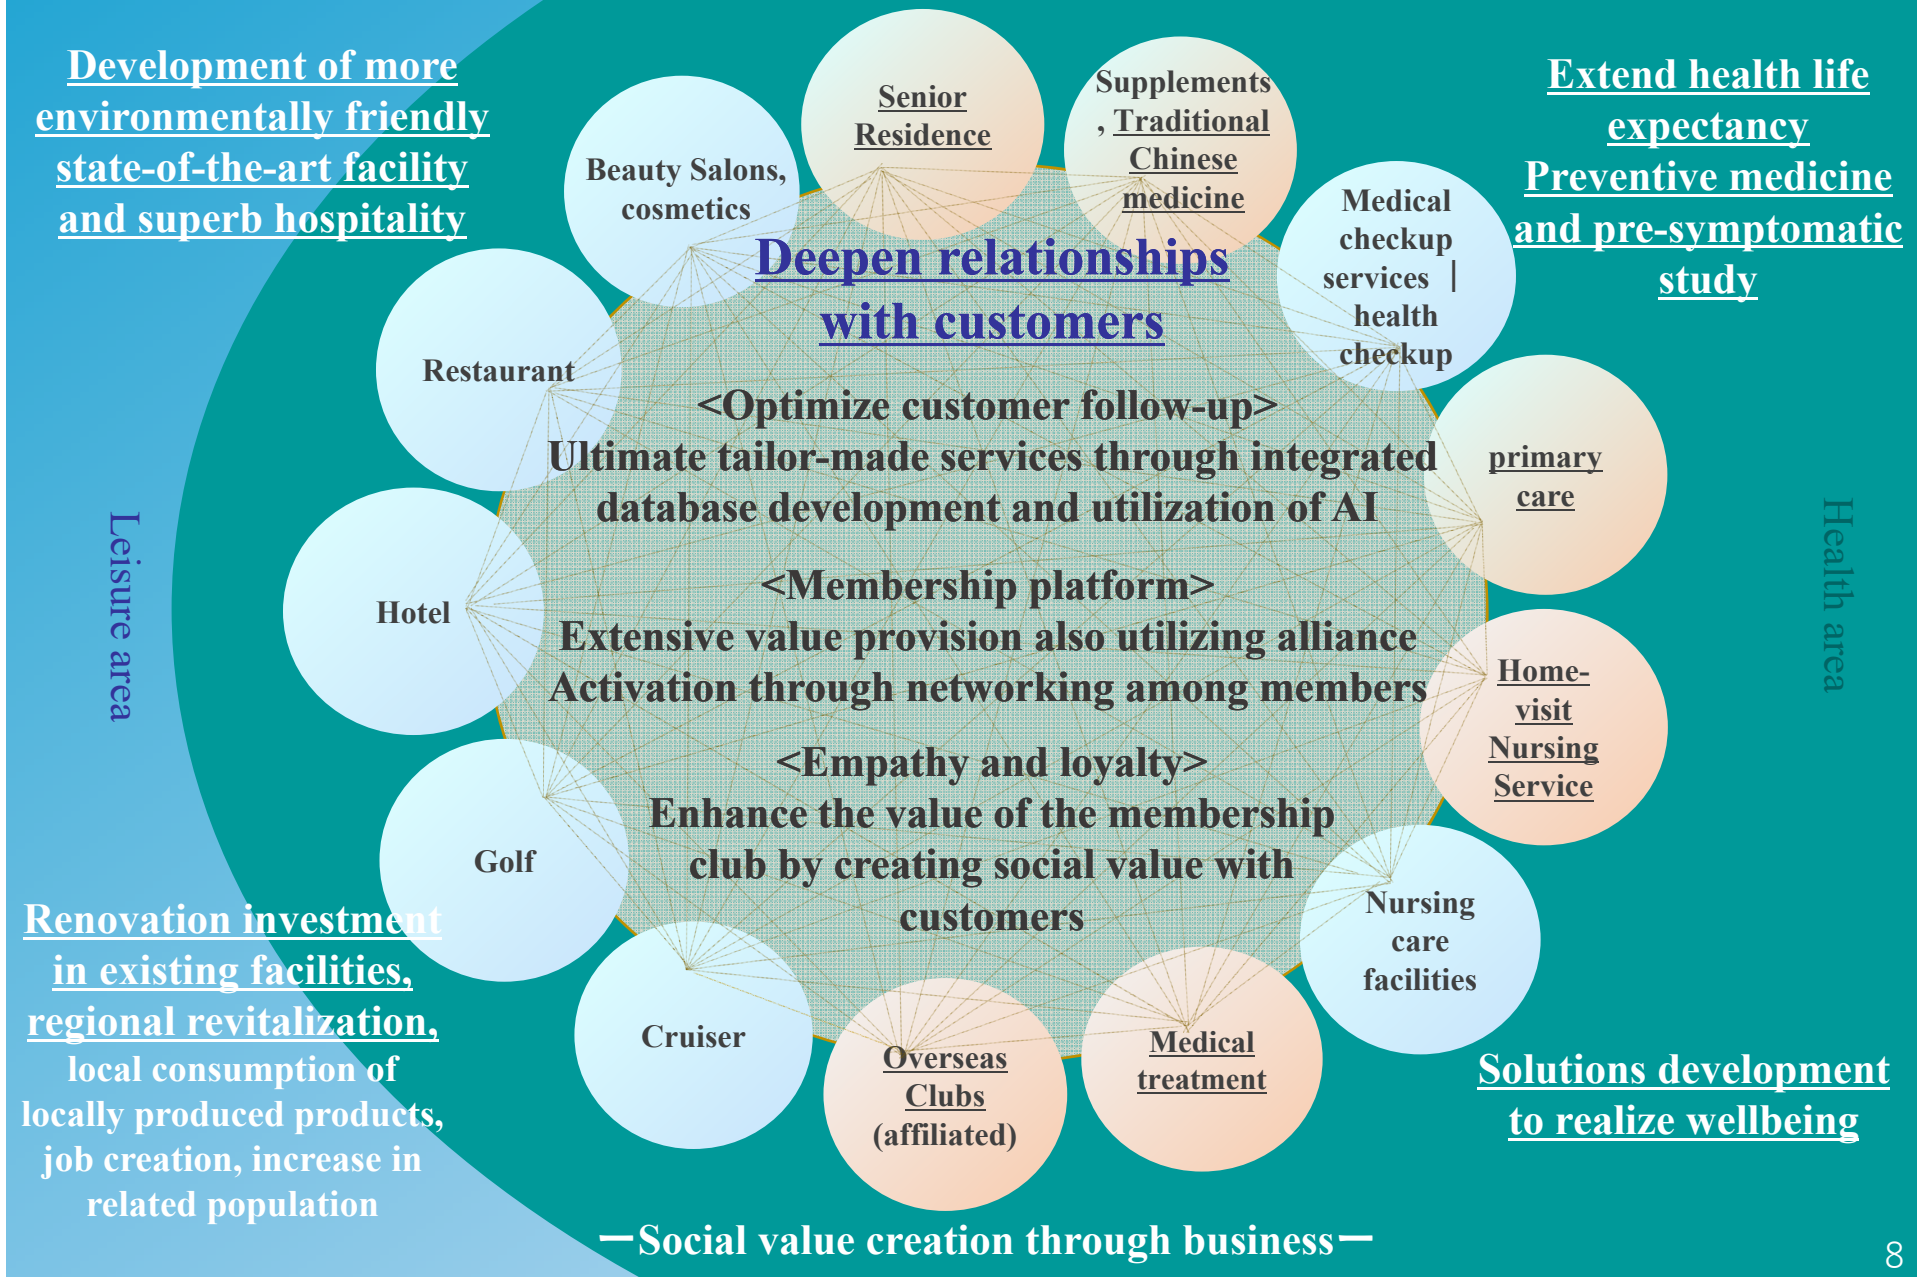 Development of more
environmentally friendly
state-of-the-art facility
and superb hospitality
Senior
Residence
Supplements
, Traditional
Chinese
medicine
Extend health life
expectancy
Preventive medicine
and pre-symptomatic
study
Beauty Salons,
cosmetics
Medical
checkup
services |
health
checkup
Deepen relationships
with customers
Restaurant
<Optimize customer follow-up>
Ultimate tailor-made services through integrated
database development and utilization of AI
primary
care
Leisure area
Health area
Hotel
<Membership platform>
Extensive value provision also utilizing alliance
Activation through networking among members
Home-
visit
Nursing
Service
<Empathy and loyalty>
Enhance the value of the membership
club by creating social value with
customers
Golf
Nursing
care
facilities
Renovation investment
in existing facilities,
regional revitalization,
local consumption of
locally produced products,
job creation, increase in
related population
Cruiser
Overseas
Clubs
(affiliated)
Medical
treatment
Solutions development
to realize wellbeing
ーSocial value creation through businessー
8